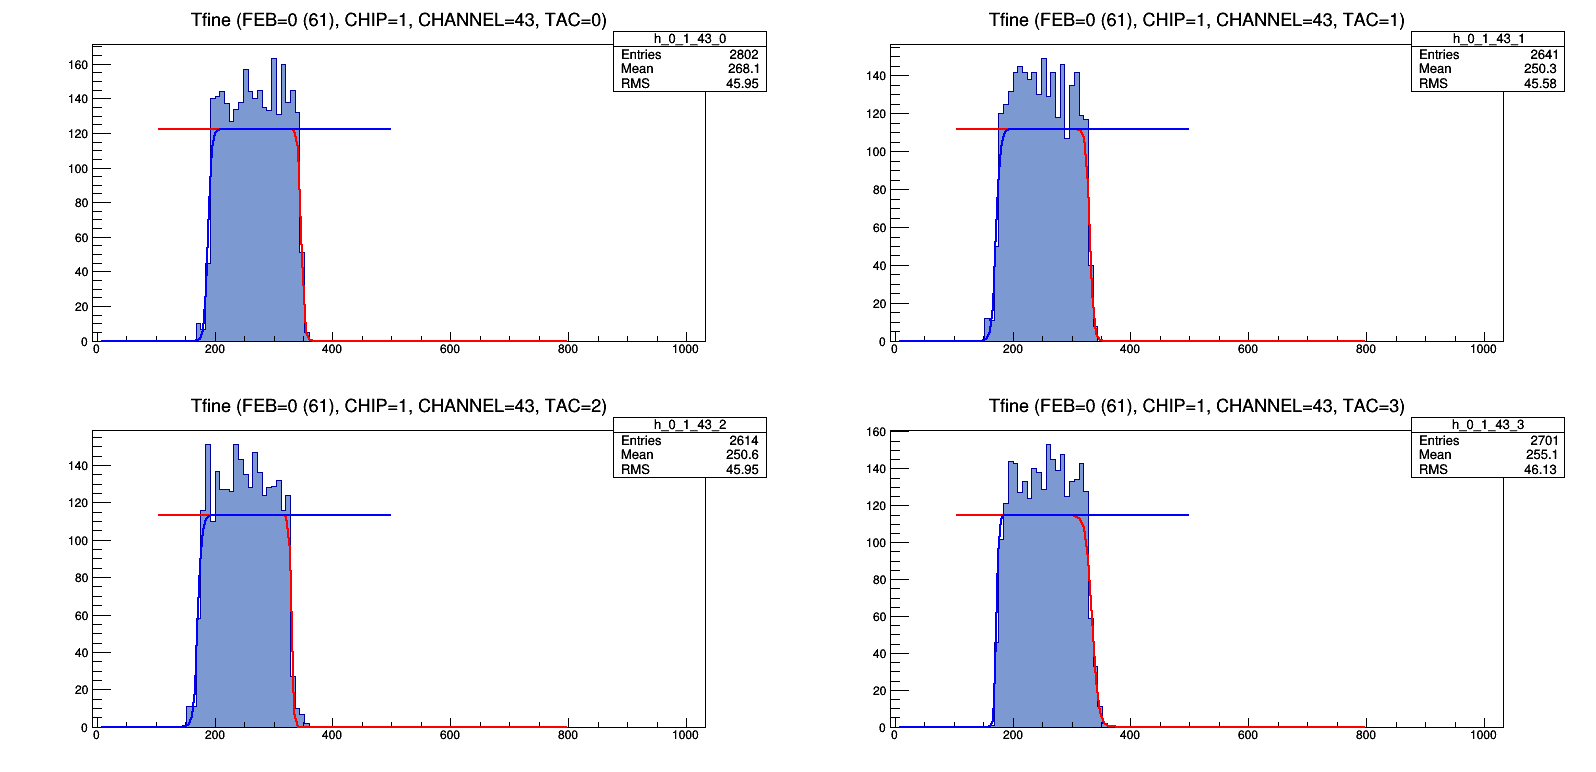 Tfine (FEB=0 (61), CHIP=1, CHANNEL=43, TAC=0)
h_0_1_43_0
Entries 2802
Mean 268.1
RMS 45.95
160
140
120
100
80
60
40
20
0
0 200 400 600 800 1000
Tfine (FEB=0 (61), CHIP=1, CHANNEL=43, TAC=1)
h_0_1_43_1
Entries 2641
Mean 250.3
RMS 45.58
140
120
100
80
60
40
20
0
0 200 400 600 800 1000
Tfine (FEB=0 (61), CHIP=1, CHANNEL=43, TAC=2)
h_0_1_43_2
Entries 2614
Mean 250.6
RMS 45.95
140
120
100
80
60
40
20
0
0 200 400 600 800 1000
Tfine (FEB=0 (61), CHIP=1, CHANNEL=43, TAC=3)
h_0_1_43_3
Entries 2701
Mean 255.1
RMS 46.13
160
140
120
100
80
60
40
20
0
0 200 400 600 800 1000